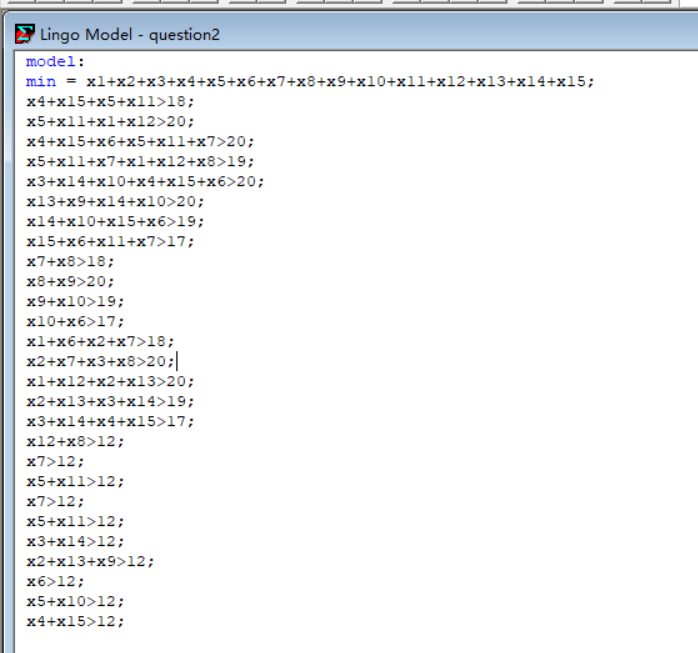 Lingo Model - question2
model:
min = x1+x2+x3+x4+x5+x6+x7+x8+x9+x10+x11+x12+x13+x14+x15;
x4+x15+x5+x11>18;
x5+x11+x1+x12>20;
x4+x15+x6+x5+x11+x7>20;
x5+x11+x7+x1+x12+x8>19;
x3+x14+x10+x4+x15+x6>20;
x13+x9+x14+x10>20;
x14+x10+x15+x6>19;
x15+x6+x11+x7>17;
x7+x8>18;
x8+x9>20;
x9+x10>19;
x10+x6>17;
x1+x6+x2+x7>18;
x2+x7+x3+x8>20;
x1+x12+x2+x13>20;
x2+x13+x3+x14>19;
x3+x14+x4+x15>17;
x12+x8>12;
x7>12;
x5+x11>12;
x7>12;
x5+x11>12;
x3+x14>12;
x2+x13+x9>12;
x6>12;
x5+x10>12;
x4+x15>12;